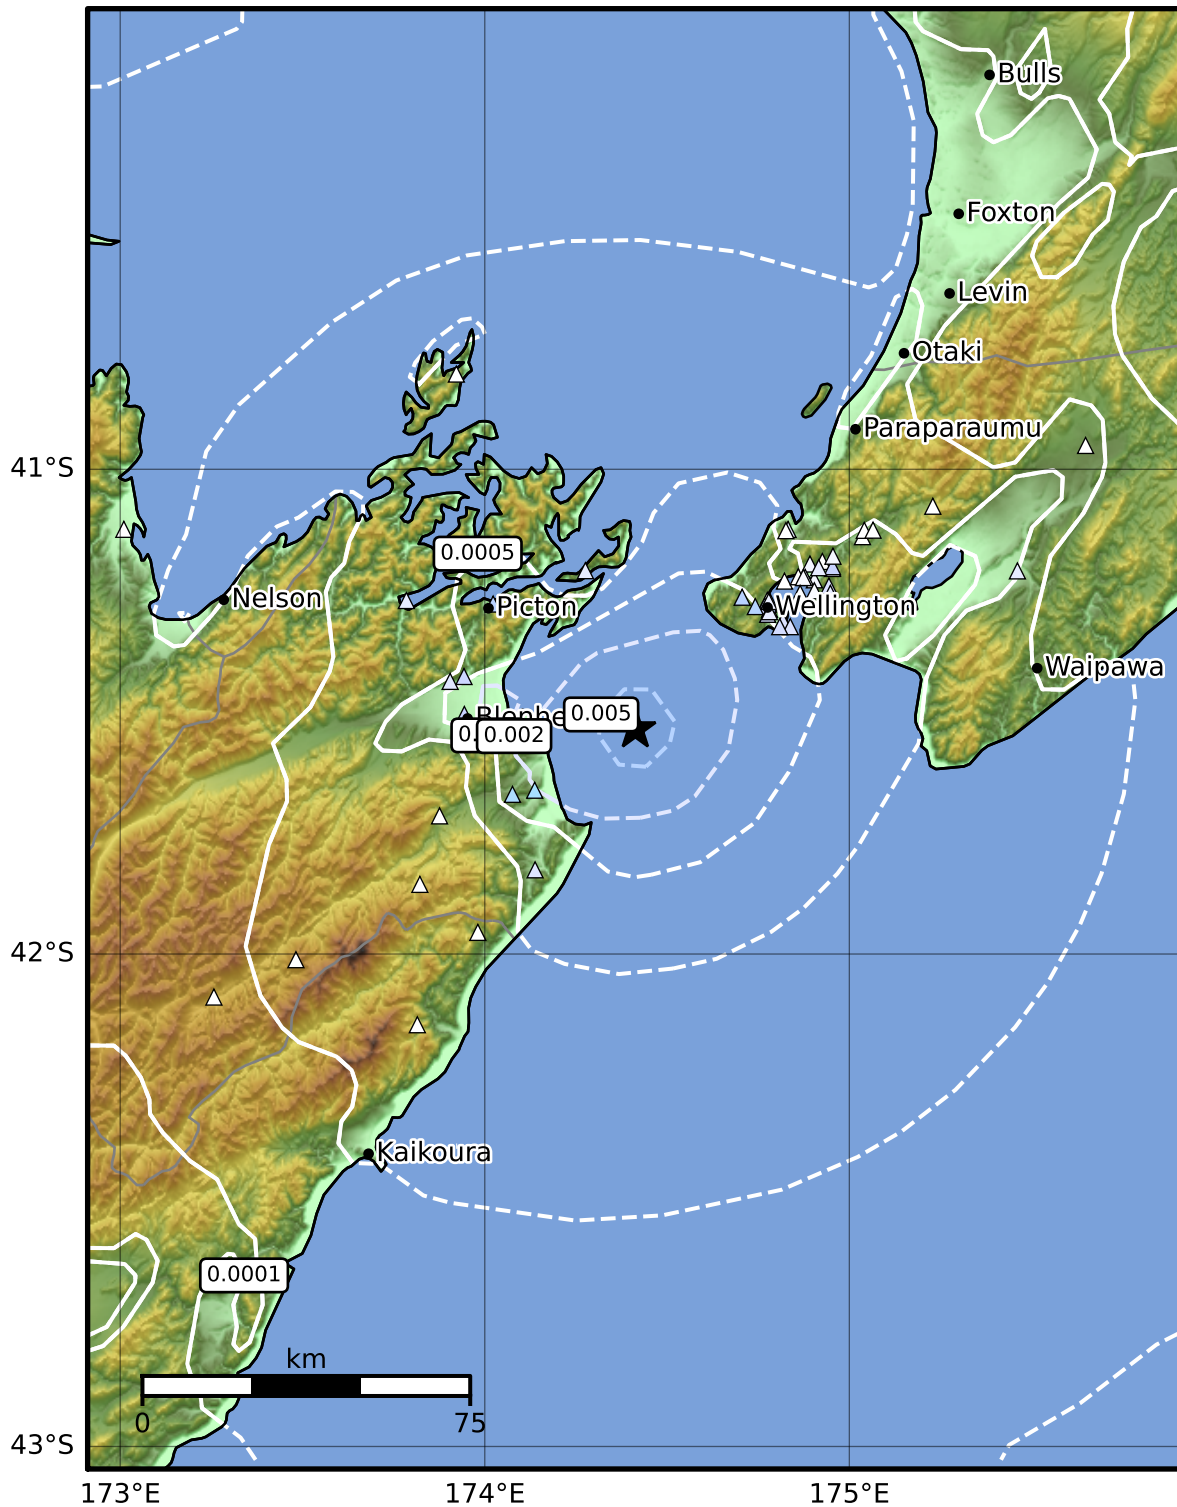 Bulls
Foxton
Levin
Otaki
Paraparaumu
41°S
0.0005
Nelson
Picton
Wellington
Waipawa
0.005
0.002
42°S
Kaikoura
0.0001
km
0
75
43°S
173°E
174°E
175°E